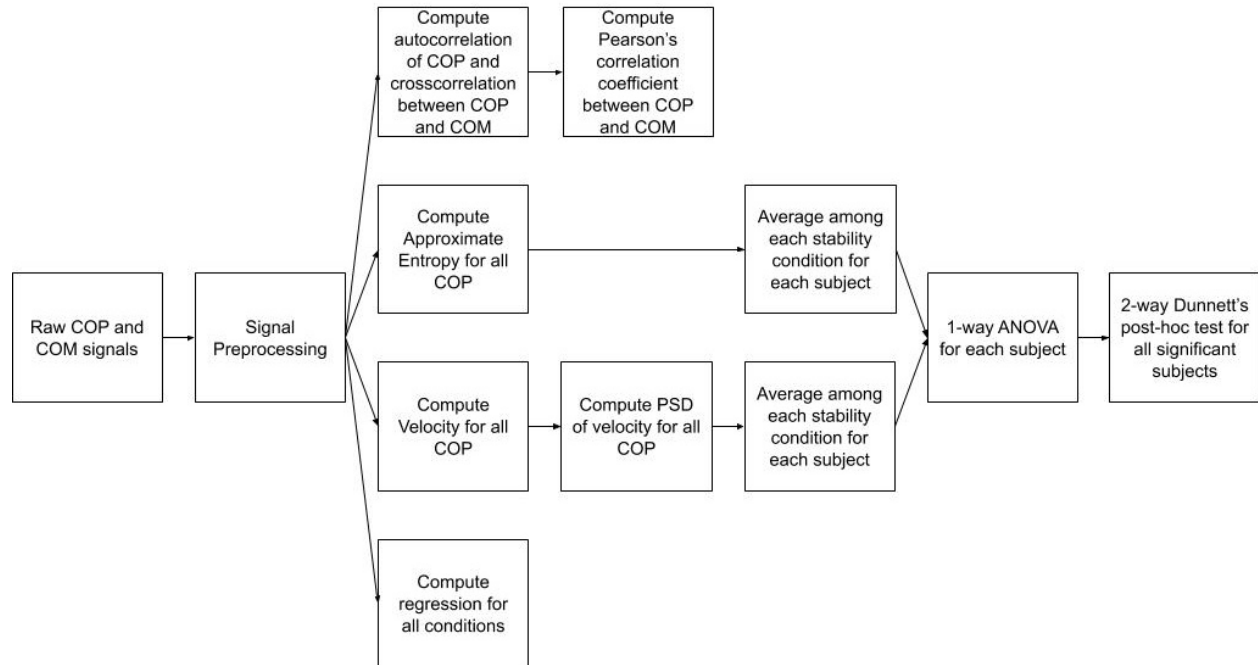 Compute
autocorrelation
of COP and
crosscorrelation
between COP
and COM
Compute
Pearson's
correlation
coefficient
between COP
and COM
Compute
Approximate
Entropy for all
COP
Average among
each stability
condition for
each subject
Raw COP and
COM signals
Signal
Preprocessing
1-way ANOVA
for each subject
2-way Dunnett's
post-hoc test for
all significant
subjects
Compute
Velocity for all
COP
Compute PSD
of velocity for all
COP
Average among
each stability
condition for
each subject
Compute
regression for
all conditions